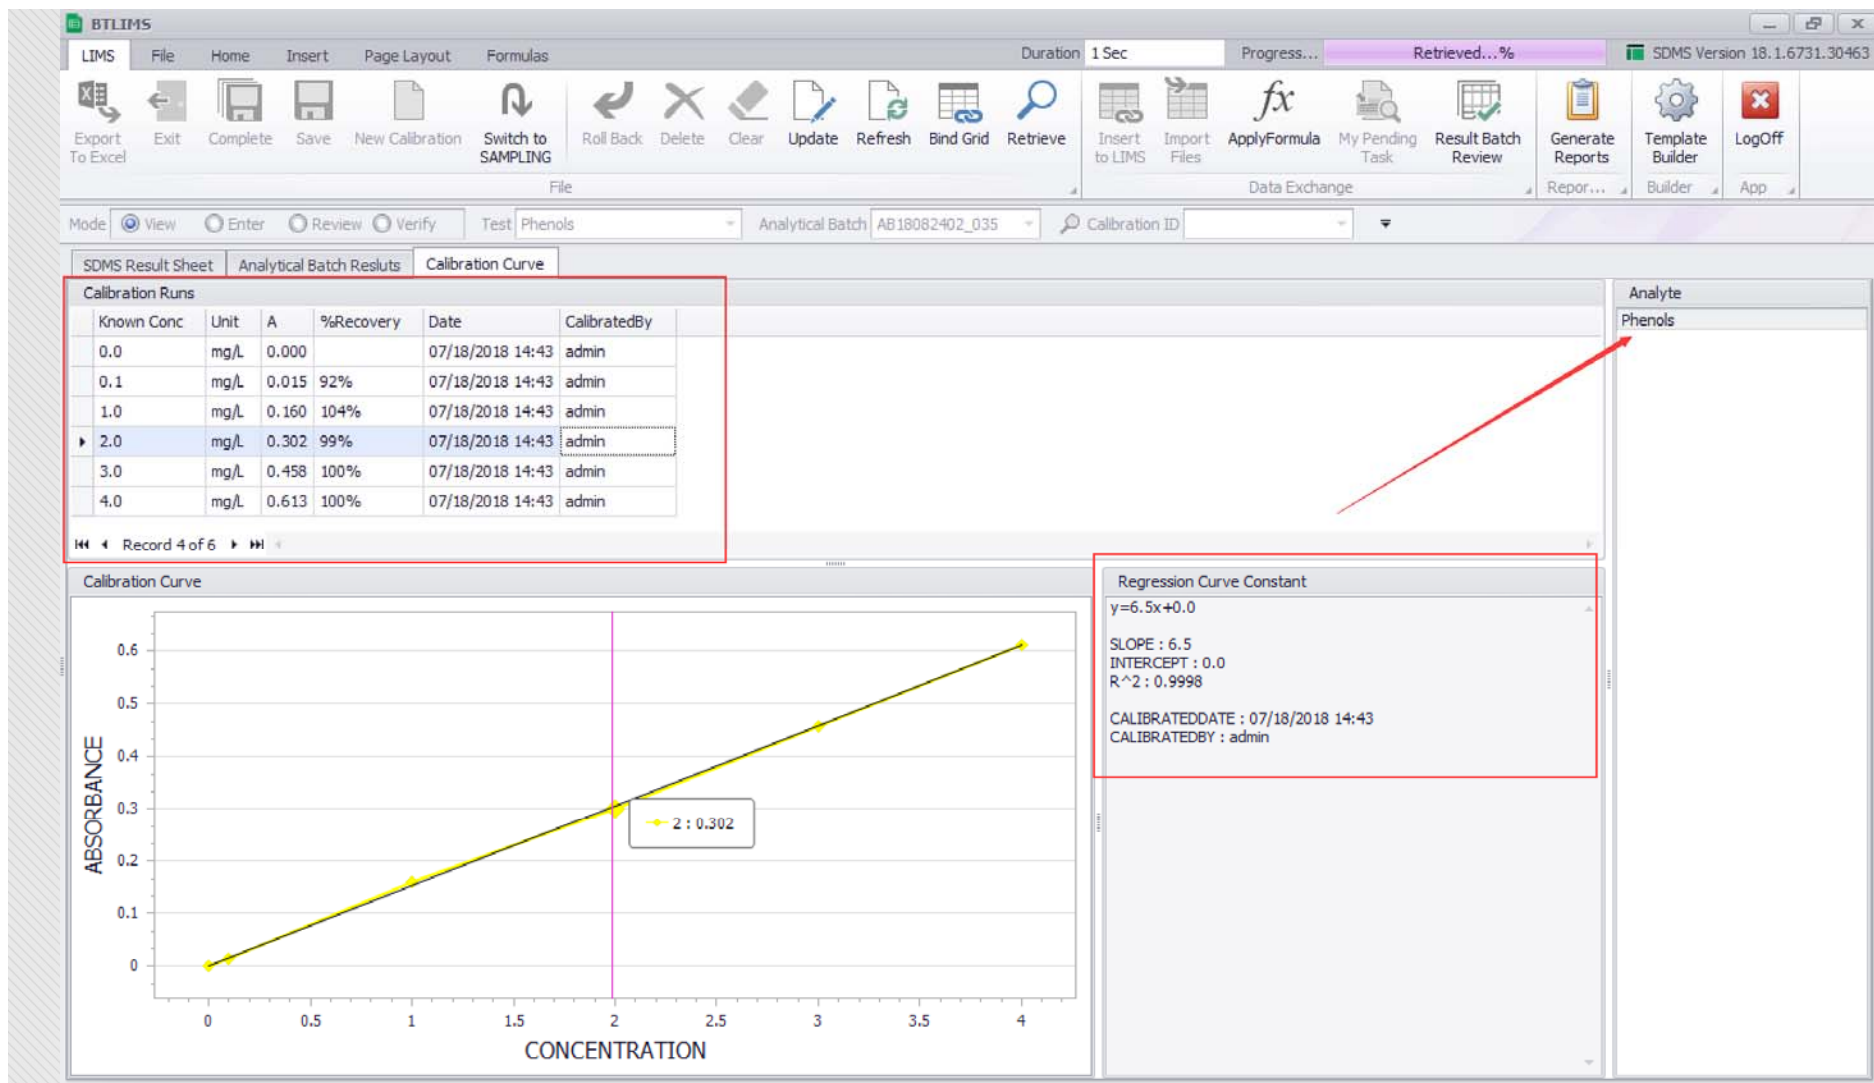 BTLIMS
LIMS File Home Insert Page Layout Formulas Duration 1 Sec Progress... Retrieved...% SDMS Version 18.1.6731.30463
Export To Excel Exit Complete Save New Calibration Switch to SAMPLING Roll Back Delete Clear Update Refresh Bind Grid Retrieve Insert to LIMS Import Files ApplyFormula My Pending Task Result Batch Review Generate Reports Template Builder LogOff
File Data Exchange Repor... Builder App
Mode View Enter Review Verify Test Phenols Analytical Batch AB18082402_035 Calibration ID
SDMS Result Sheet Analytical Batch Resluts Calibration Curve
Calibration Runs
Known Conc Unit A %Recovery Date CalibratedBy
0.0 mg/L 0.000 07/18/2018 14:43 admin
0.1 mg/L 0.015 92% 07/18/2018 14:43 admin
1.0 mg/L 0.160 104% 07/18/2018 14:43 admin
2.0 mg/L 0.302 99% 07/18/2018 14:43 admin
3.0 mg/L 0.458 100% 07/18/2018 14:43 admin
4.0 mg/L 0.613 100% 07/18/2018 14:43 admin
Record 4 of 6
Analyte
Phenols
Calibration Curve
0.6
0.5
0.4
0.3
0.2
0.1
0
ABSORBANCE
2 : 0.302
0 0.5 1 1.5 2 2.5 3 3.5 4
CONCENTRATION
Regression Curve Constant
y=6.5x+0.0
SLOPE : 6.5
INTERCEPT : 0.0
R^2 : 0.9998
CALIBRATEDDATE : 07/18/2018 14:43
CALIBRATEDBY : admin